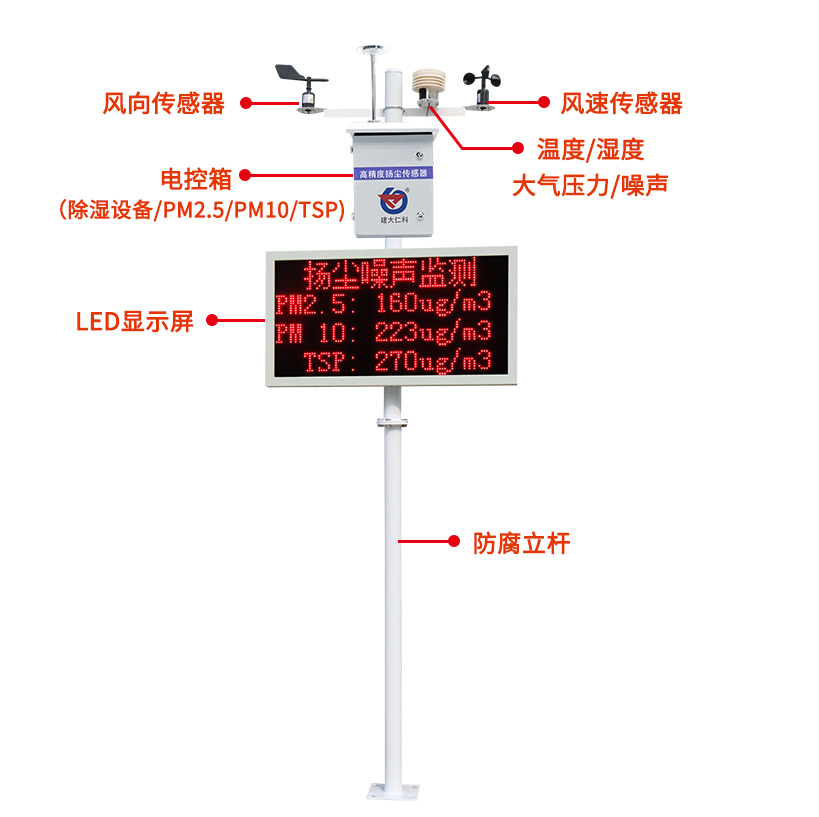 风向传感器
风速传感器
温度/湿度
大气压力/噪声
电控箱
(除湿设备/PM2.5/PM10/TSP)
高精度扬尘传感器
®
建大仁科
扬尘噪声监测
PM2.5: 160ug/m3
PM 10: 223ug/m3
TSP: 270ug/m3
LED显示屏
防腐立杆